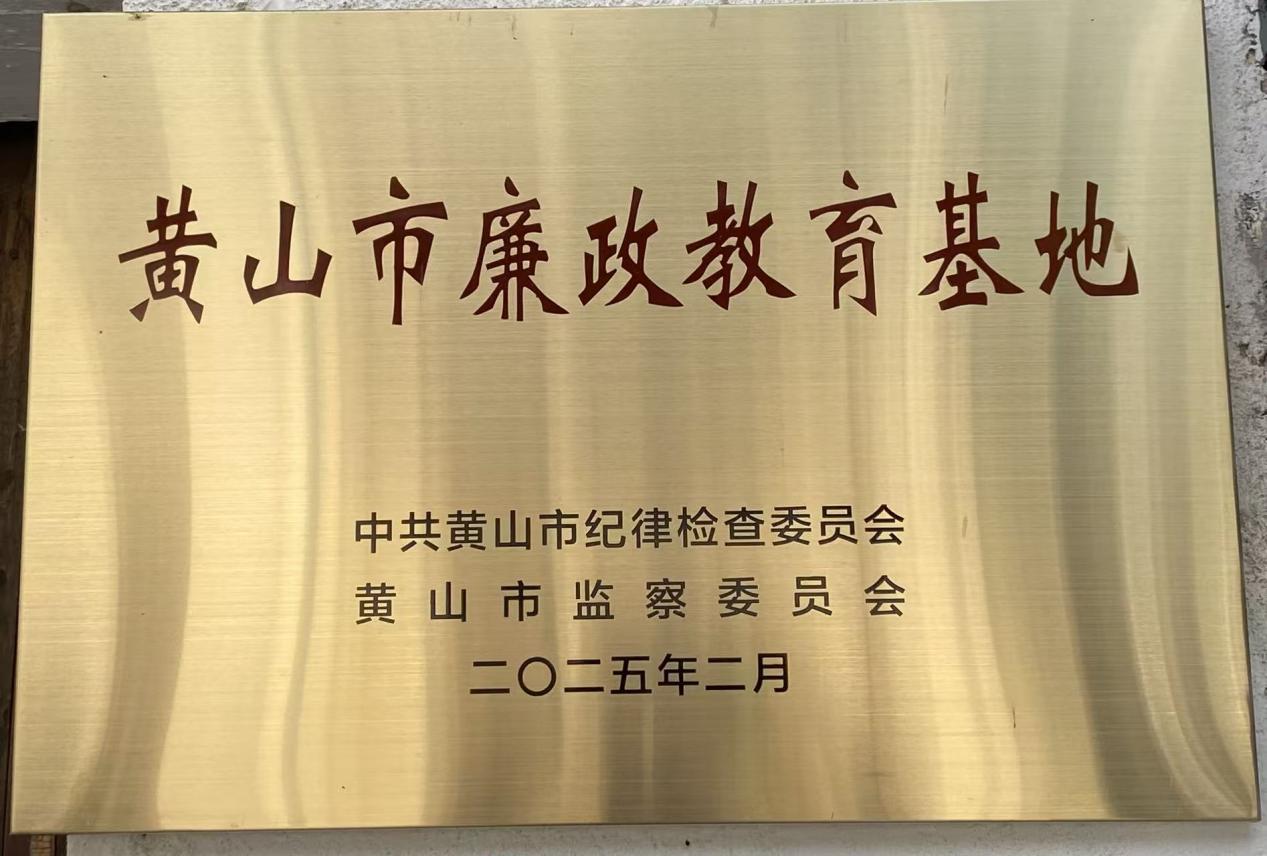 黄山市廉政教育基地
中共黄山市纪律检查委员会
黄山市监察委员会
二〇二五年二月